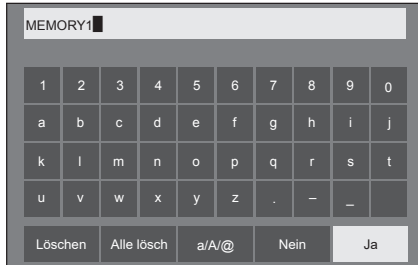 MEMORY1
1 2 3 4 5 6 7 8 9 0
a b c d e f g h i j
k l m n o p q r s t
u v w x y z . – _
Löschen Alle lösch a/A/@ Nein Ja